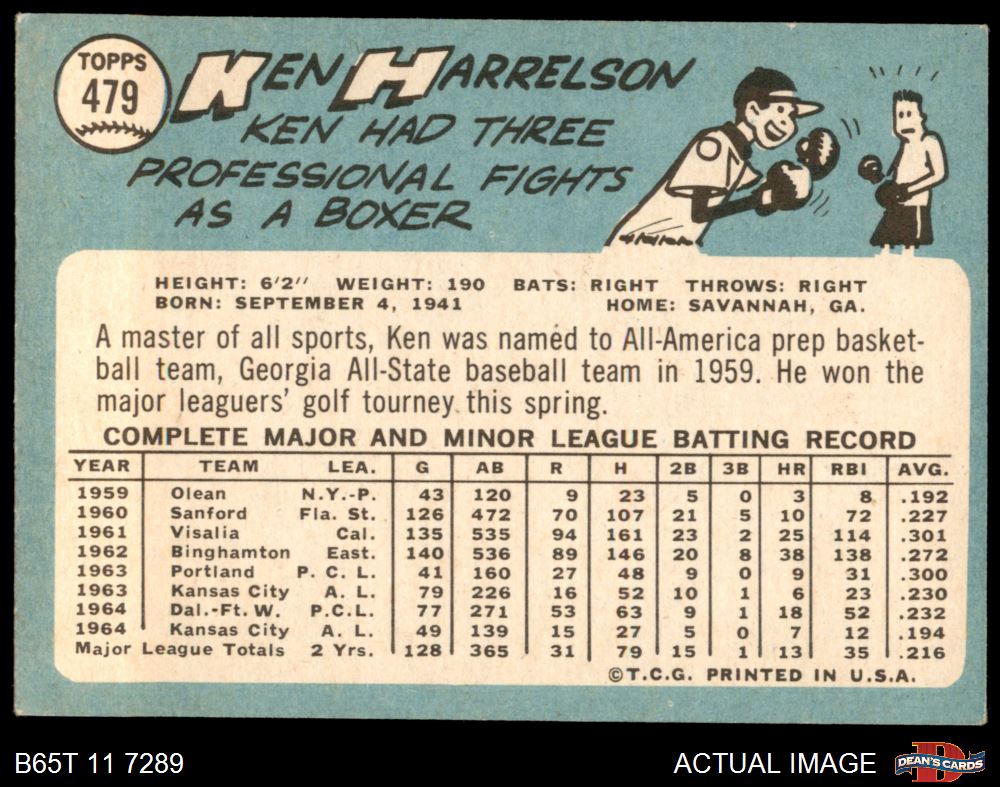 TOPPS
479
KEN HARRELSON
KEN HAD THREE
PROFESSIONAL FIGHTS
AS A BOXER
HEIGHT: 6'2" WEIGHT: 190 BATS: RIGHT THROWS: RIGHT
BORN: SEPTEMBER 4, 1941 HOME: SAVANNAH, GA.
A master of all sports, Ken was named to All-America prep basket-
ball team, Georgia All-State baseball team in 1959. He won the
major leaguers' golf tourney this spring.
COMPLETE MAJOR AND MINOR LEAGUE BATTING RECORD
YEAR TEAM LEA. G AB R H 2B 3B HR RBI AVG.
1959 Olean N.Y.-P. 43 120 9 23 5 0 3 8 .192
1960 Sanford Fla. St. 126 472 70 107 21 5 10 72 .227
1961 Visalia Cal. 135 535 94 161 23 2 25 114 .301
1962 Binghamton East. 140 536 89 146 20 8 38 138 .272
1963 Portland P. C. L. 41 160 27 48 9 0 9 31 .300
1963 Kansas City A. L. 79 226 16 52 10 1 6 23 .230
1964 Dal.-Ft. W. P.C.L. 77 271 53 63 9 1 18 52 .232
1964 Kansas City A. L. 49 139 15 27 5 0 7 12 .194
Major League Totals 2 Yrs. 128 365 31 79 15 1 13 35 .216
©T.C.G. PRINTED IN U.S.A.
B65T 11 7289 ACTUAL IMAGE
D
DEAN'S CARDS